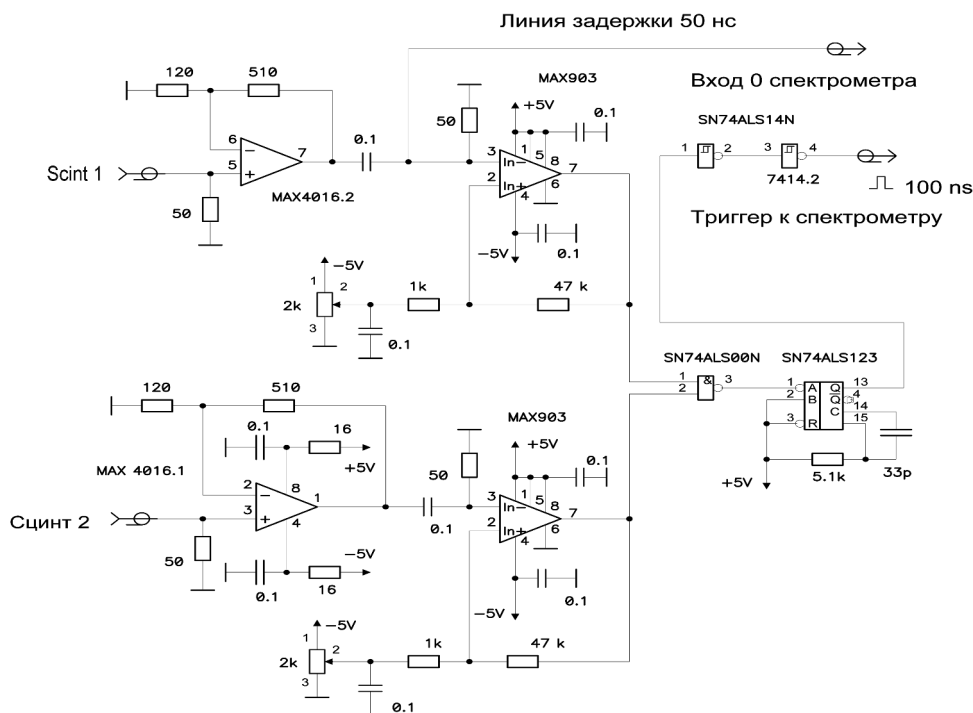 Линия задержки 50 нс
Вход 0 спектрометра
SN74ALS14N
1 2 3 4
7414.2
100 ns
Триггер к спектрометру
120
510
MAX903
+5V
0.1
50
0.1
6
5
7
Scint 1
MAX4016.2
50
3 In−
2 In+
1
5
8
6
4
7
−5V
0.1
−5V
1
2
2k
3
0.1
1k
47 k
SN74ALS00N
1
2
&
3
SN74ALS123
1 A Q 13
2 B Q 4
C 14
3 R 15
5.1k
33p
+5V
120
510
0.1
16
+5V
MAX903
+5V
0.1
50
MAX 4016.1
2
3
8
1
4
Сцинт 2
50
0.1
16
−5V
0.1
3 In−
2 In+
1
5
8
6
4
7
−5V
0.1
−5V
1
2
2k
3
0.1
1k
47 k